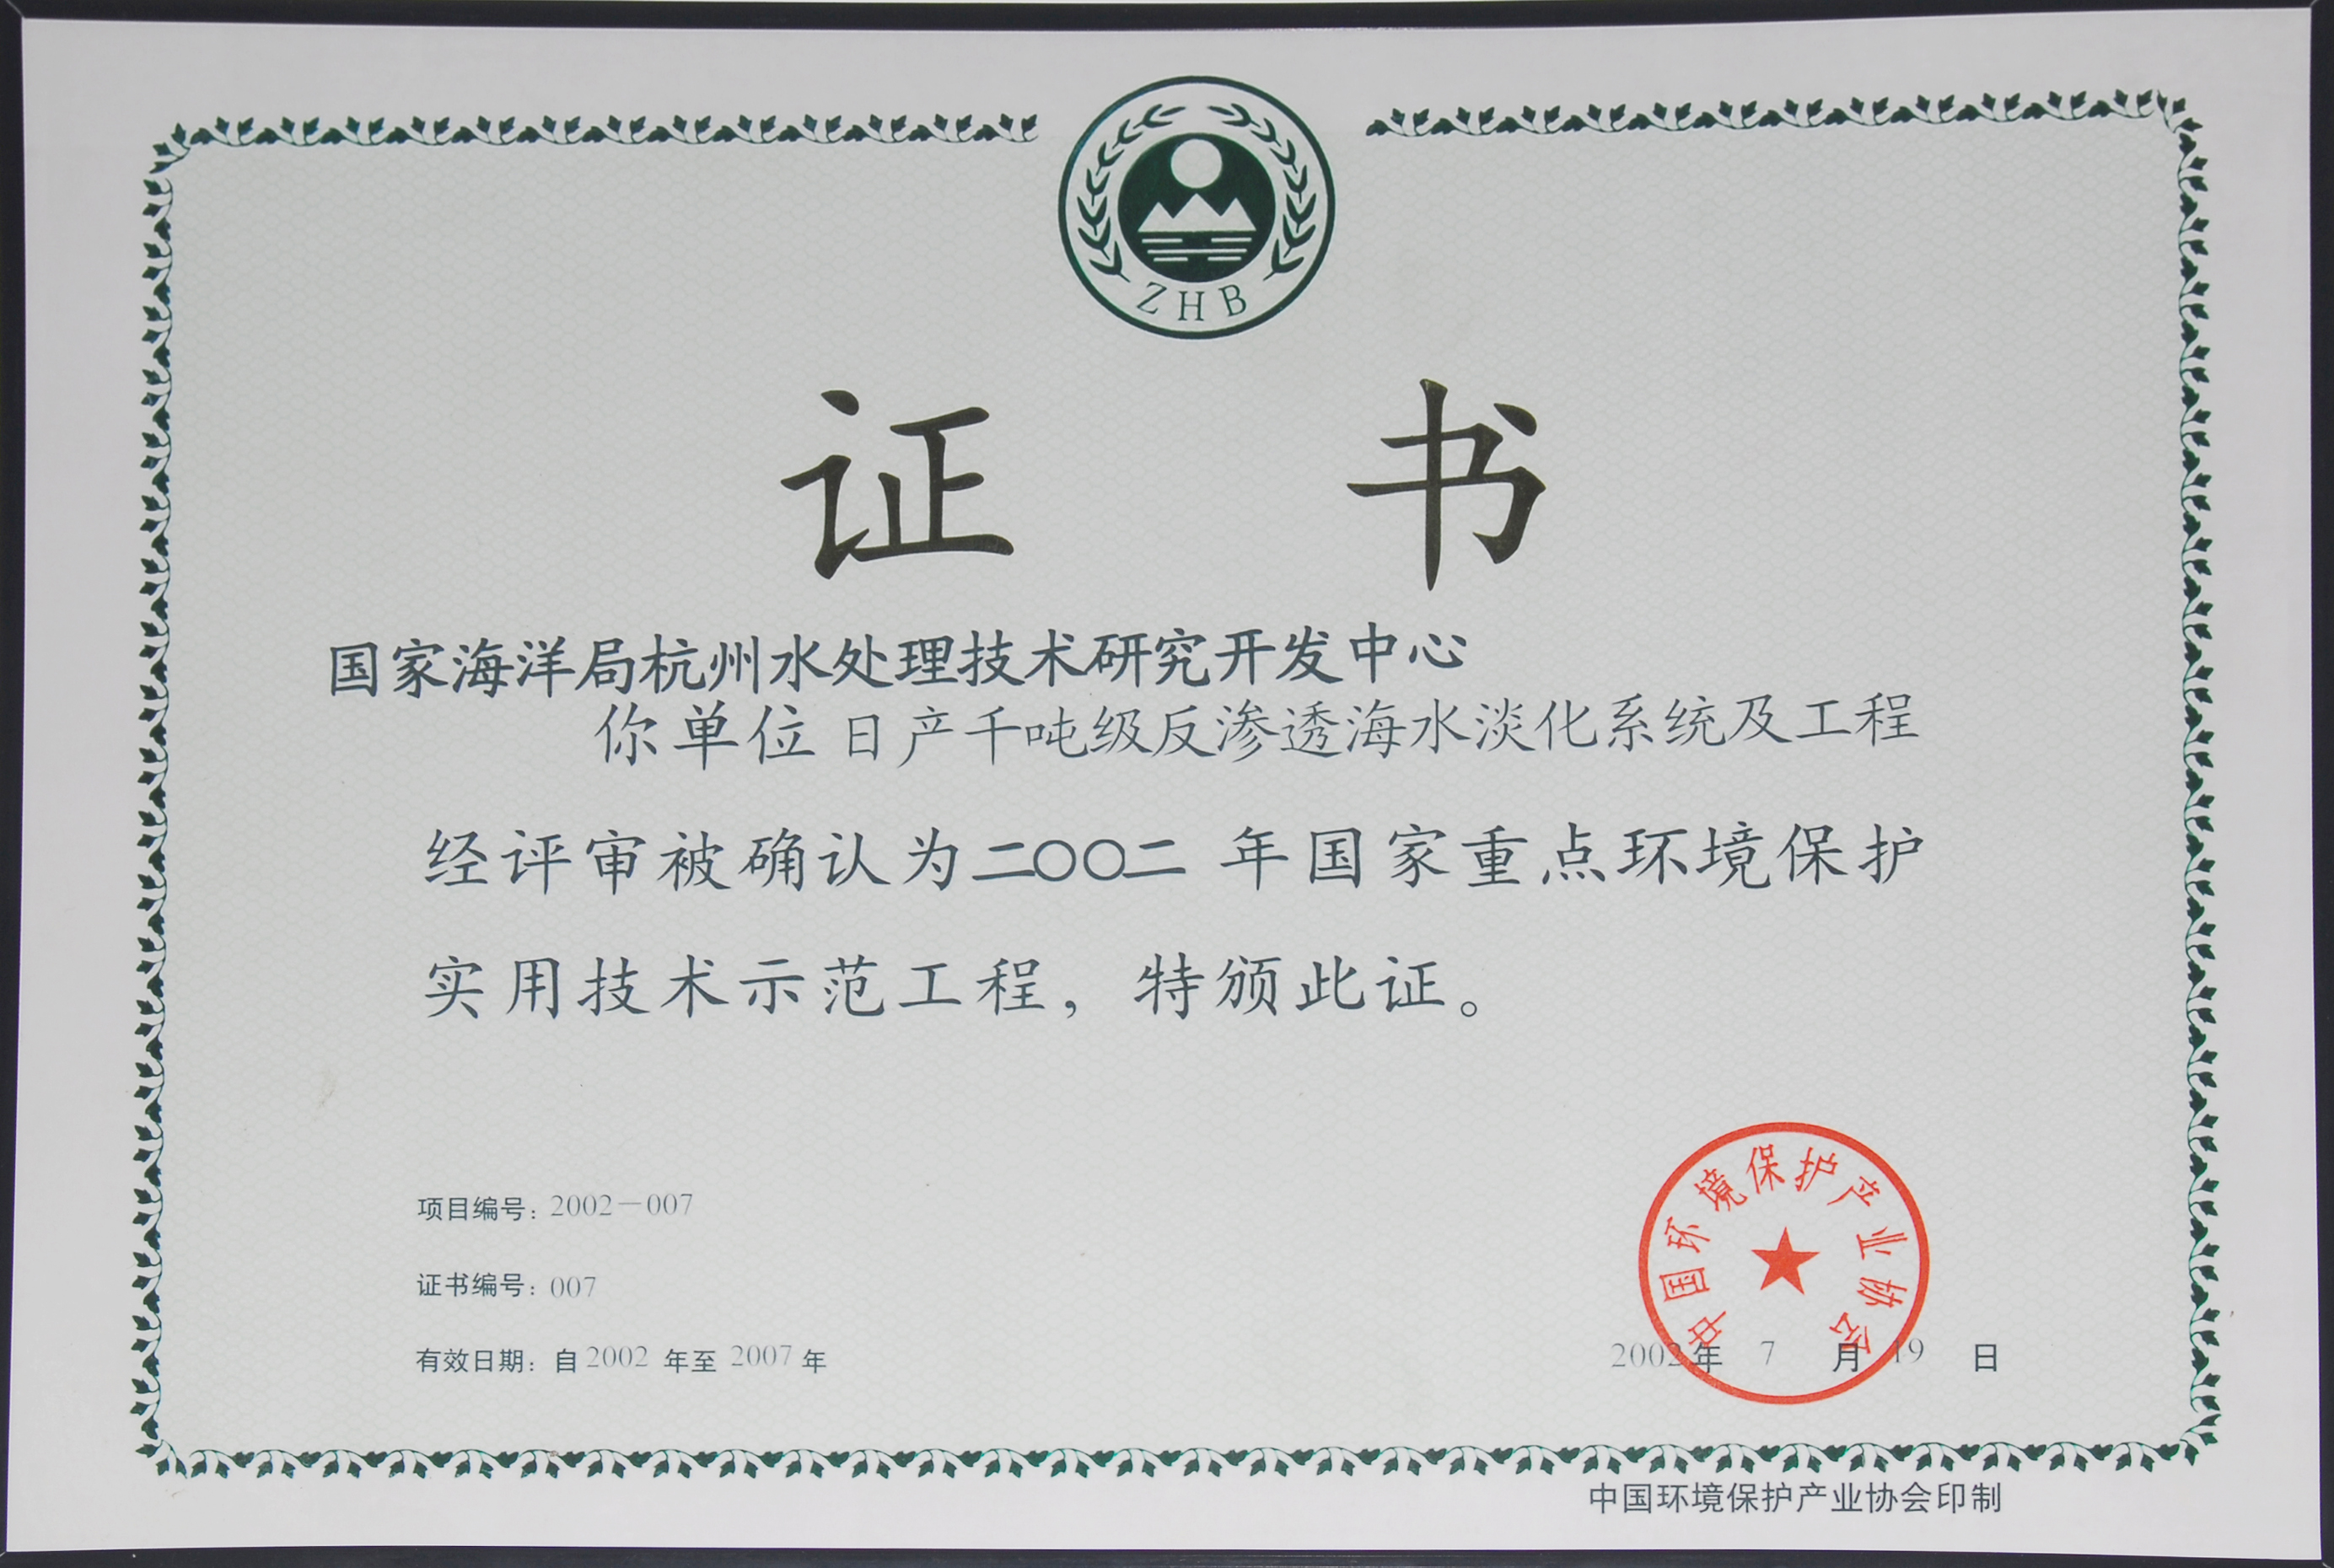 ZHB
证 书
国家海洋局杭州水处理技术研究开发中心
你单位 日产千吨级反渗透海水淡化系统及工程
经评审被确认为二〇〇二 年国家重点环境保护
实用技术示范工程，特颁此证。
项目编号：2002－007
证书编号：007
有效日期：自 2002 年至 2007 年
中国环境保护产业协会
2002年 7 月 19 日
中国环境保护产业协会印制